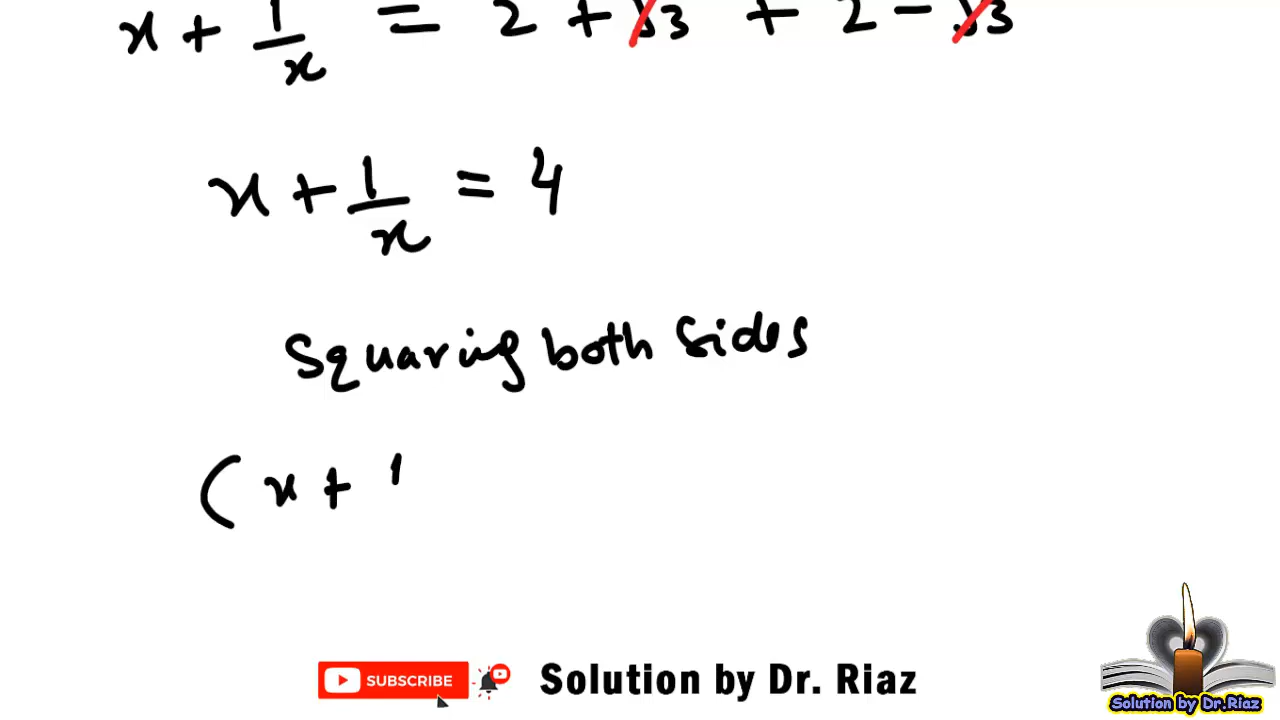 x + 1/x = 2 + √3 + 2 - √3
x + 1/x = 4
Squaring both sides
( x + 1
SUBSCRIBE
Solution by Dr. Riaz
Solution by Dr.Riaz